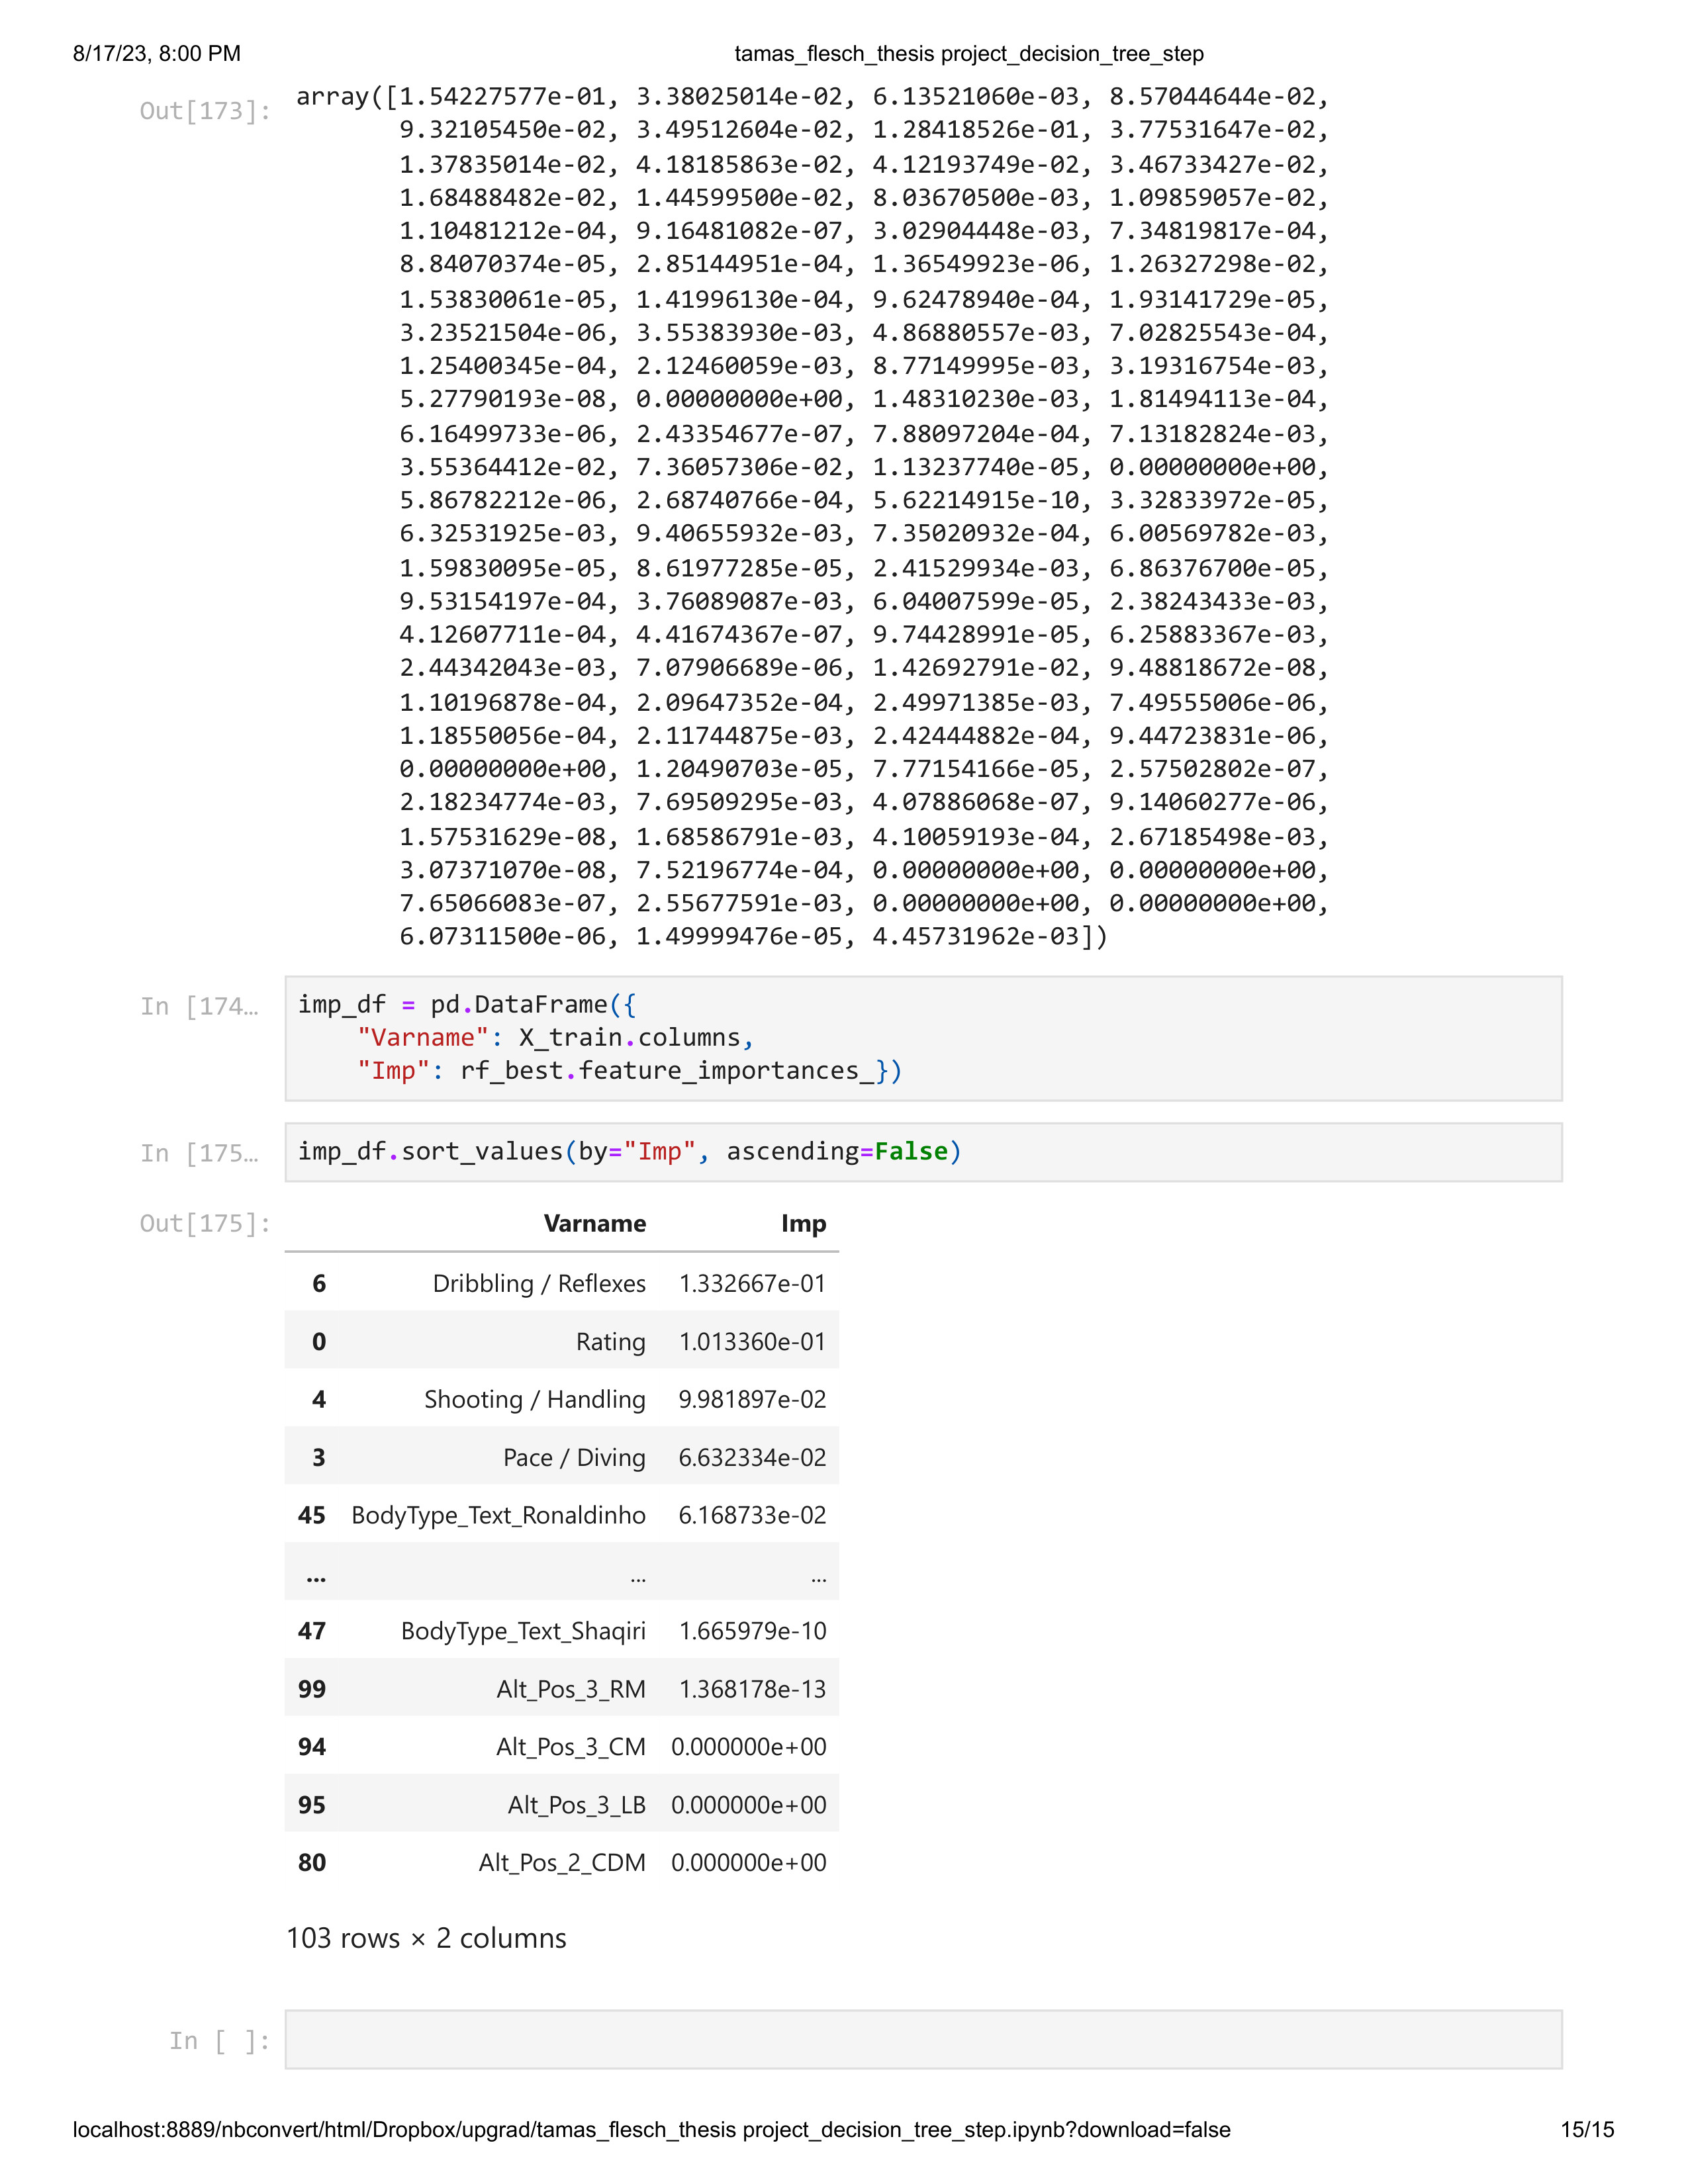 8/17/23, 8:00 PM tamas_flesch_thesis project_decision_tree_step
Out[173]: array([1.54227577e-01, 3.38025014e-02, 6.13521060e-03, 8.57044644e-02,
9.32105450e-02, 3.49512604e-02, 1.28418526e-01, 3.77531647e-02,
1.37835014e-02, 4.18185863e-02, 4.12193749e-02, 3.46733427e-02,
1.68488482e-02, 1.44599500e-02, 8.03670500e-03, 1.09859057e-02,
1.10481212e-04, 9.16481082e-07, 3.02904448e-03, 7.34819817e-04,
8.84070374e-05, 2.85144951e-04, 1.36549923e-06, 1.26327298e-02,
1.53830061e-05, 1.41996130e-04, 9.62478940e-04, 1.93141729e-05,
3.23521504e-06, 3.55383930e-03, 4.86880557e-03, 7.02825543e-04,
1.25400345e-04, 2.12460059e-03, 8.77149995e-03, 3.19316754e-03,
5.27790193e-08, 0.00000000e+00, 1.48310230e-03, 1.81494113e-04,
6.16499733e-06, 2.43354677e-07, 7.88097204e-04, 7.13182824e-03,
3.55364412e-02, 7.36057306e-02, 1.13237740e-05, 0.00000000e+00,
5.86782212e-06, 2.68740766e-04, 5.62214915e-10, 3.32833972e-05,
6.32531925e-03, 9.40655932e-03, 7.35020932e-04, 6.00569782e-03,
1.59830095e-05, 8.61977285e-05, 2.41529934e-03, 6.86376700e-05,
9.53154197e-04, 3.76089087e-03, 6.04007599e-05, 2.38243433e-03,
4.12607711e-04, 4.41674367e-07, 9.74428991e-05, 6.25883367e-03,
2.44342043e-03, 7.07906689e-06, 1.42692791e-02, 9.48818672e-08,
1.10196878e-04, 2.09647352e-04, 2.49971385e-03, 7.49555006e-06,
1.18550056e-04, 2.11744875e-03, 2.42444882e-04, 9.44723831e-06,
0.00000000e+00, 1.20490703e-05, 7.77154166e-05, 2.57502802e-07,
2.18234774e-03, 7.69509295e-03, 4.07886068e-07, 9.14060277e-06,
1.57531629e-08, 1.68586791e-03, 4.10059193e-04, 2.67185498e-03,
3.07371070e-08, 7.52196774e-04, 0.00000000e+00, 0.00000000e+00,
7.65066083e-07, 2.55677591e-03, 0.00000000e+00, 0.00000000e+00,
6.07311500e-06, 1.49999476e-05, 4.45731962e-03])
In [174… imp_df = pd.DataFrame({
"Varname": X_train.columns,
"Imp": rf_best.feature_importances_})
In [175… imp_df.sort_values(by="Imp", ascending=False)
Out[175]: Varname Imp
6 Dribbling / Reflexes 1.332667e-01
0 Rating 1.013360e-01
4 Shooting / Handling 9.981897e-02
3 Pace / Diving 6.632334e-02
45 BodyType_Text_Ronaldinho 6.168733e-02
... ... ...
47 BodyType_Text_Shaqiri 1.665979e-10
99 Alt_Pos_3_RM 1.368178e-13
94 Alt_Pos_3_CM 0.000000e+00
95 Alt_Pos_3_LB 0.000000e+00
80 Alt_Pos_2_CDM 0.000000e+00
103 rows × 2 columns
In [ ]:
localhost:8889/nbconvert/html/Dropbox/upgrad/tamas_flesch_thesis project_decision_tree_step.ipynb?download=false 15/15